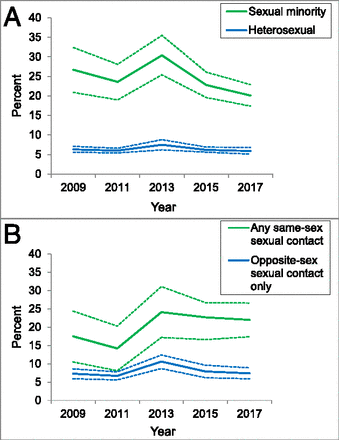 A
Sexual minority
Heterosexual
40
35
30
25
20
15
10
5
0
Percent
2009 2011 2013 2015 2017
Year
B
Any same-sex
sexual contact
Opposite-sex
sexual contact
only
40
35
30
25
20
15
10
5
0
Percent
2009 2011 2013 2015 2017
Year